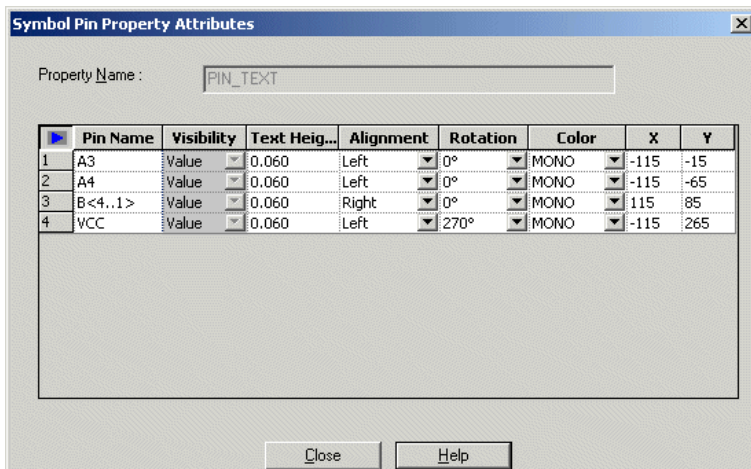 Symbol Pin Property Attributes
Property Name : PIN_TEXT
Pin Name Visibility Text Heig... Alignment Rotation Color X Y
1 A3 Value 0.060 Left 0° MONO -115 -15
2 A4 Value 0.060 Left 0° MONO -115 -65
3 B<4..1> Value 0.060 Right 0° MONO 115 85
4 VCC Value 0.060 Left 270° MONO -115 265
Close Help